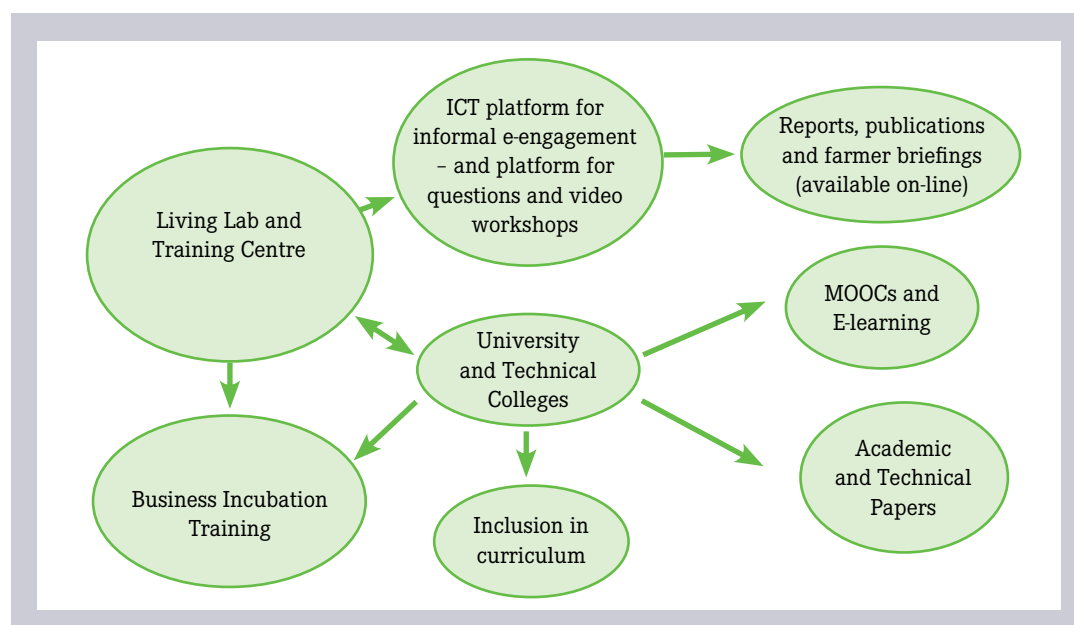 ICT platform for
informal e-engagement
– and platform for
questions and video
workshops
Reports, publications
and farmer briefings
(available on-line)
Living Lab and
Training Centre
MOOCs and
E-learning
University
and Technical
Colleges
Academic
and Technical
Papers
Business Incubation
Training
Inclusion in
curriculum